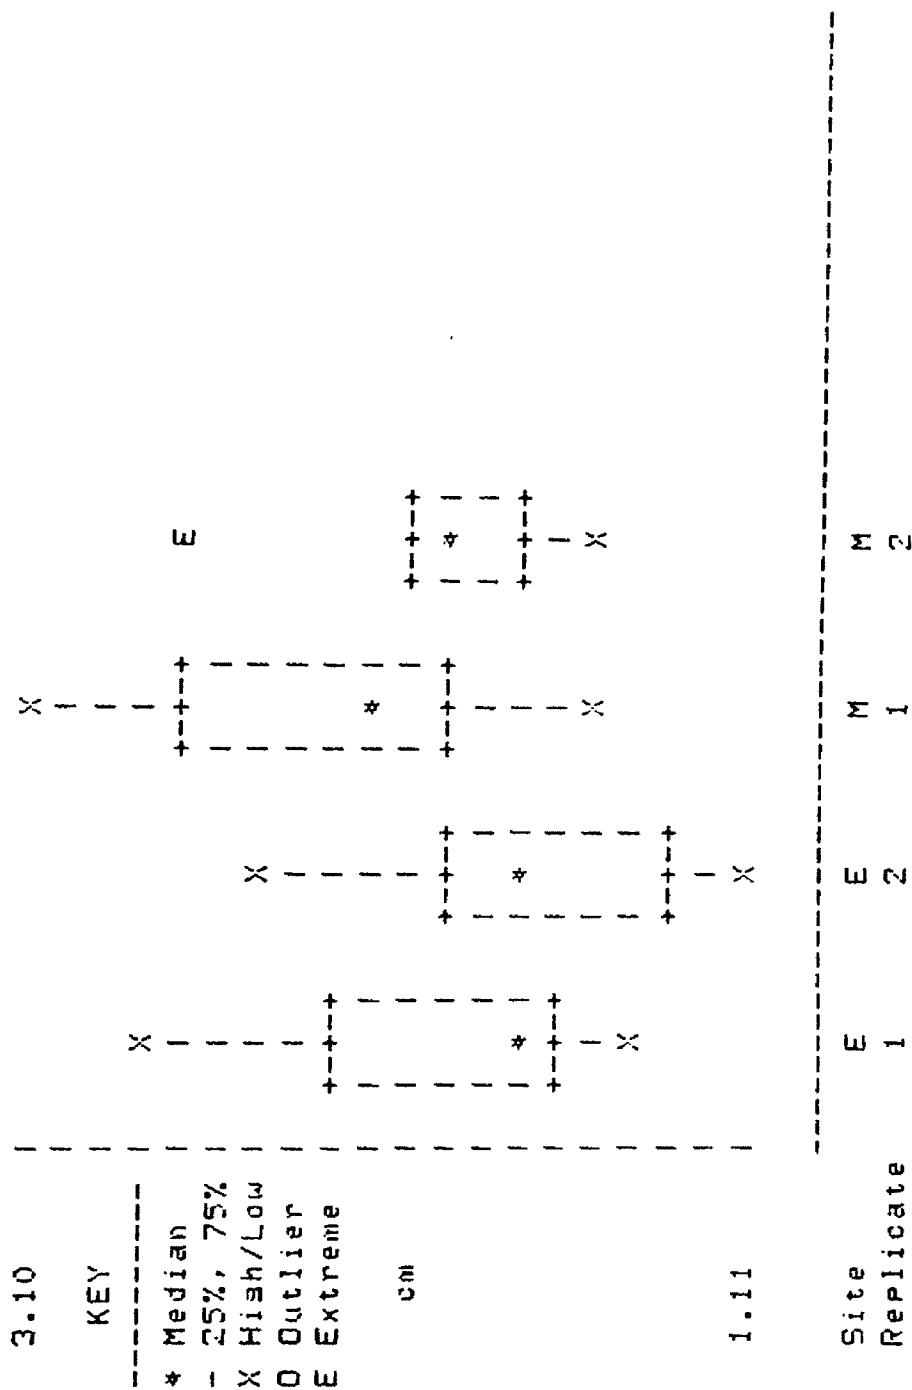 3.10 X
KEY
X
* Median E
- 25%, 75%
X High/Low X
O Outlier
E Extreme
*
cm
*
* *
X X
X
1.11 X
Site E E M M
Replicate 1 2 1 2